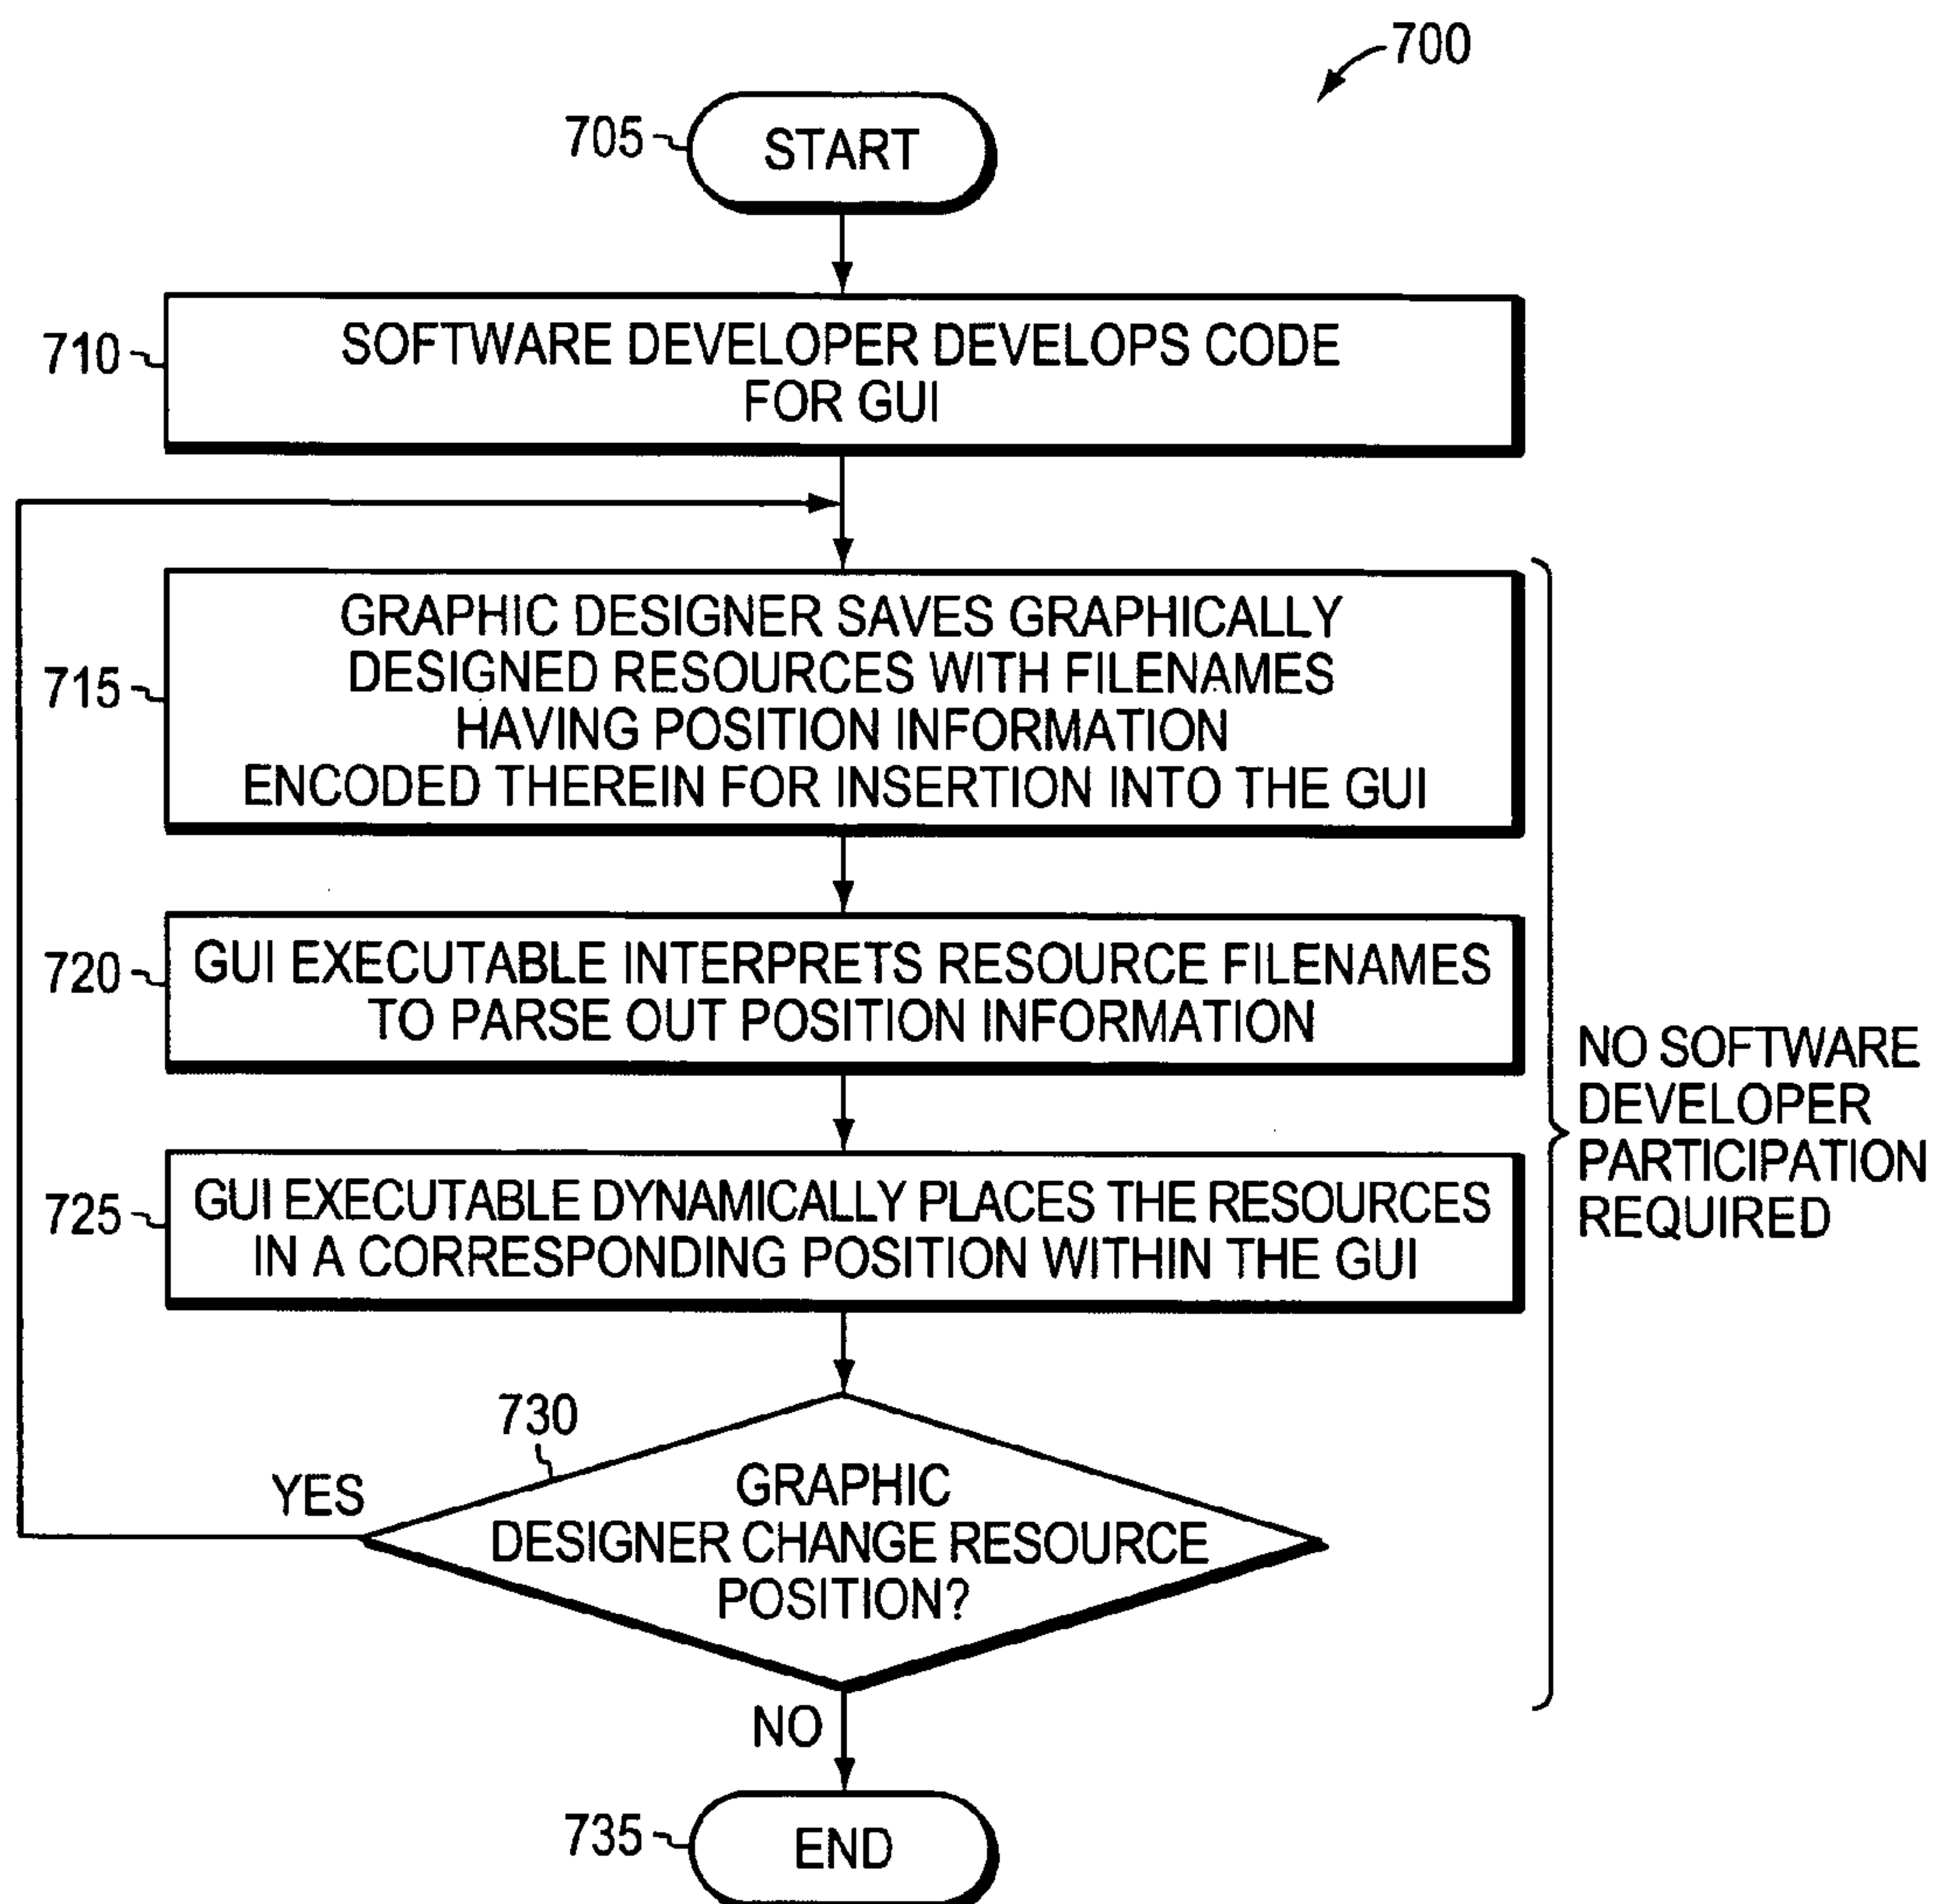 700
705
START
710
SOFTWARE DEVELOPER DEVELOPS CODE
FOR GUI
715
GRAPHIC DESIGNER SAVES GRAPHICALLY
DESIGNED RESOURCES WITH FILENAMES
HAVING POSITION INFORMATION
ENCODED THEREIN FOR INSERTION INTO THE GUI
720
GUI EXECUTABLE INTERPRETS RESOURCE FILENAMES
TO PARSE OUT POSITION INFORMATION
725
GUI EXECUTABLE DYNAMICALLY PLACES THE RESOURCES
IN A CORRESPONDING POSITION WITHIN THE GUI
NO SOFTWARE
DEVELOPER
PARTICIPATION
REQUIRED
730
YES
GRAPHIC
DESIGNER CHANGE RESOURCE
POSITION?
NO
735
END